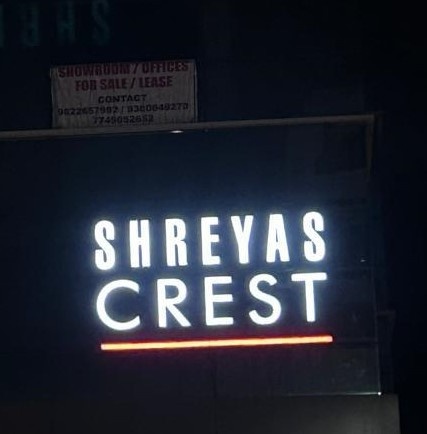 SHOWROOM / OFFICES
FOR SALE / LEASE
CONTACT
SHREYAS
CREST